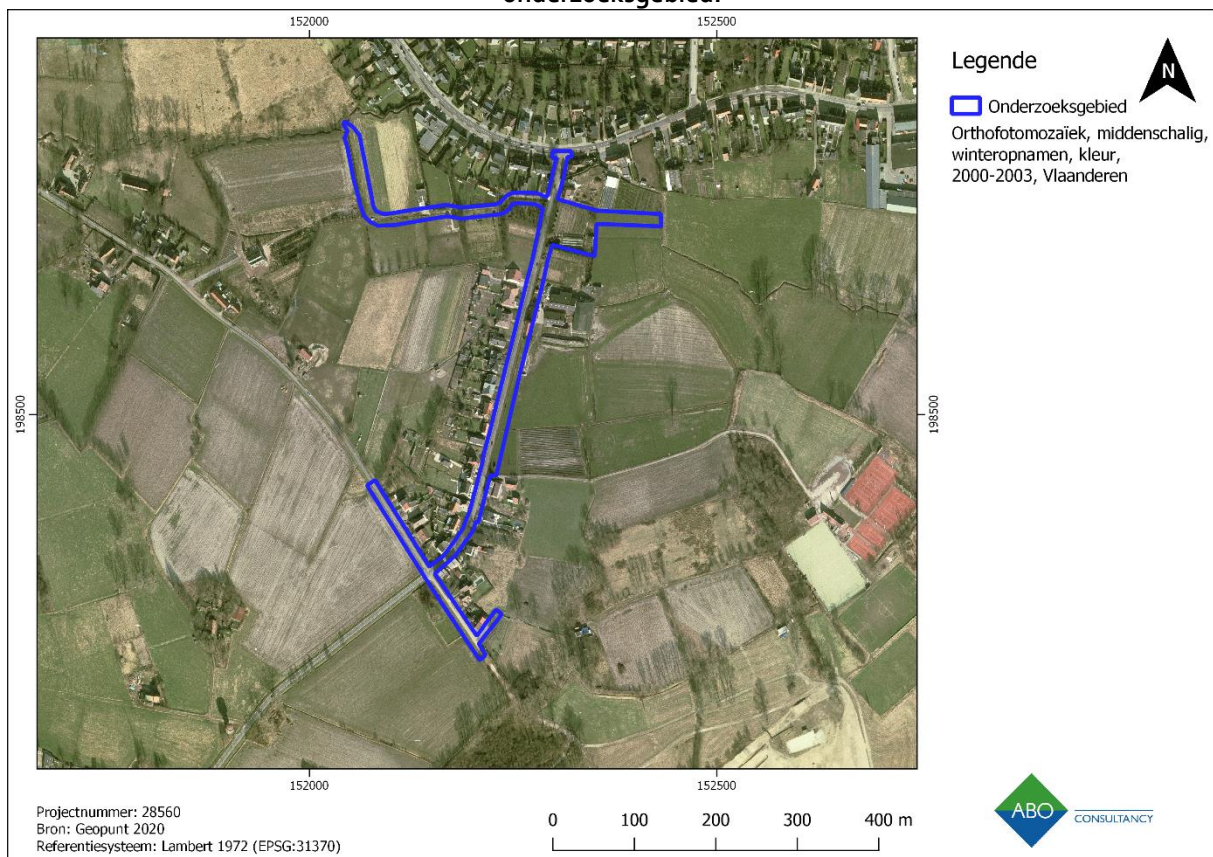 onderzoeksgebied.
152000 152500
Legende
N
Onderzoeksgebied
Orthofotomozaïek, middenschalig,
winteropnamen, kleur,
2000-2003, Vlaanderen
198500 198500
152000 152500
Projectnummer: 28560
Bron: Geopunt 2020
Referentiesysteem: Lambert 1972 (EPSG:31370)
0 100 200 300 400 m
ABO CONSULTANCY